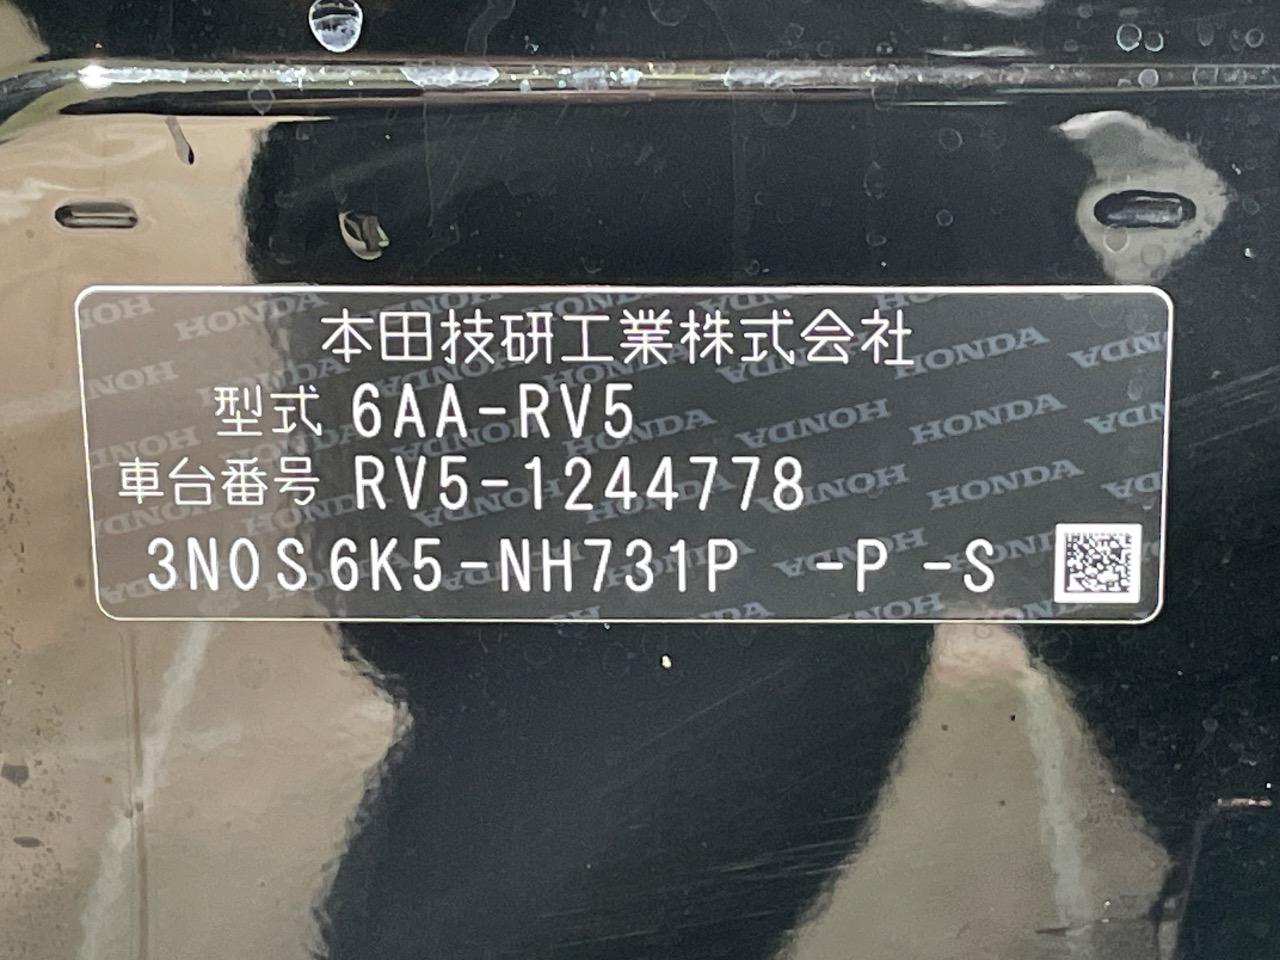 本田技研工業株式会社
型式 6AA-RV5
車台番号 RV5-1244778
3N0S6K5-NH731P -P -S